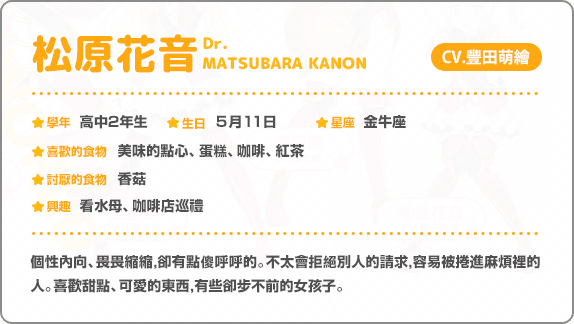 松原花音 Dr.
MATSUBARA KANON
CV.豐田萌繪
★學年 高中2年生 ★生日 5月11日 ★星座 金牛座
★喜歡的食物 美味的點心、蛋糕、咖啡、紅茶
★討厭的食物 香菇
★興趣 看水母、咖啡店巡禮
個性內向、畏畏縮縮,卻有點傻呼呼的。不太會拒絕別人的請求,容易被捲進麻煩裡的
人。喜歡甜點、可愛的東西,有些卻步不前的女孩子。